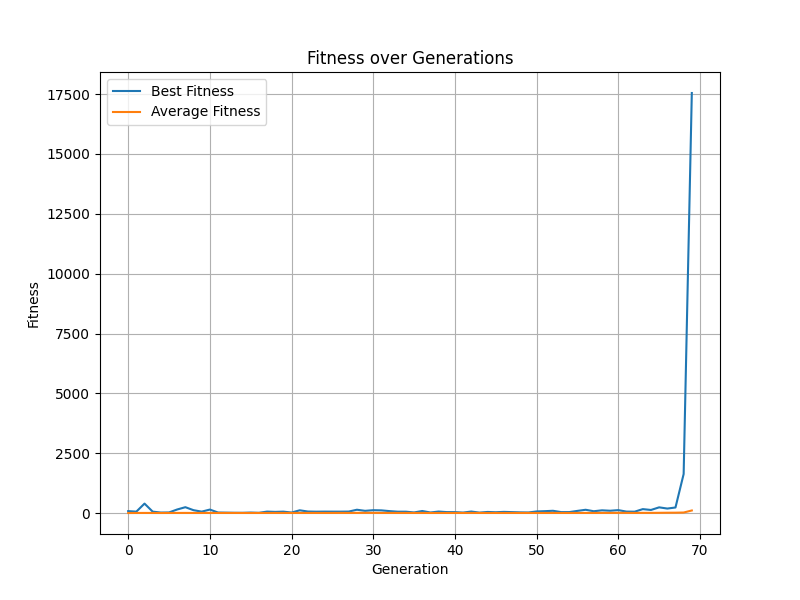 Fitness over Generations
Best Fitness
Average Fitness
17500
15000
12500
10000
7500
5000
2500
0
Fitness
0 10 20 30 40 50 60 70
Generation